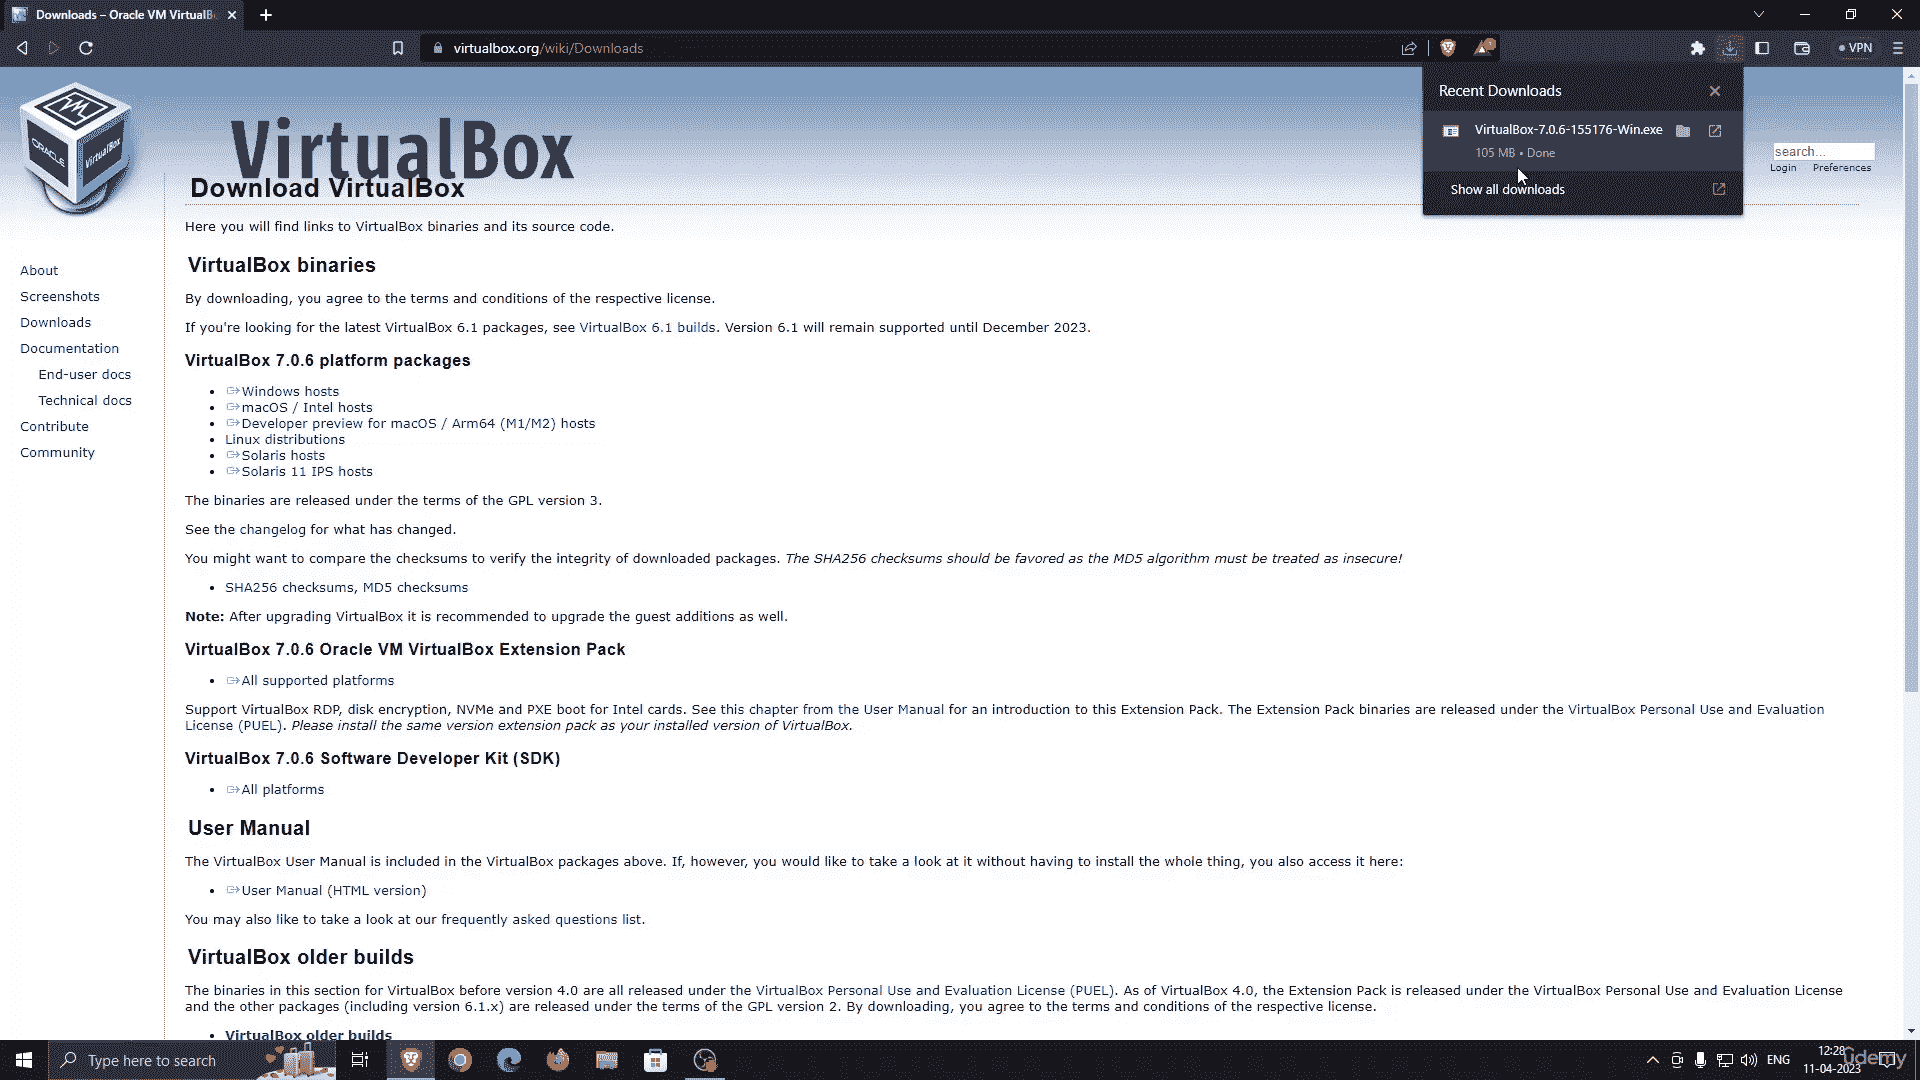 Downloads – Oracle VM VirtualB
virtualbox.org/wiki/Downloads
VPN
Recent Downloads
VirtualBox-7.0.6-155176-Win.exe
105 MB • Done
Show all downloads
search...
Login Preferences
ORACLE
VirtualBox
VirtualBox
Download VirtualBox
Here you will find links to VirtualBox binaries and its source code.
About
Screenshots
Downloads
Documentation
End-user docs
Technical docs
Contribute
Community
VirtualBox binaries
By downloading, you agree to the terms and conditions of the respective license.
If you're looking for the latest VirtualBox 6.1 packages, see VirtualBox 6.1 builds. Version 6.1 will remain supported until December 2023.
VirtualBox 7.0.6 platform packages
• Windows hosts
• macOS / Intel hosts
• Developer preview for macOS / Arm64 (M1/M2) hosts
• Linux distributions
• Solaris hosts
• Solaris 11 IPS hosts
The binaries are released under the terms of the GPL version 3.
See the changelog for what has changed.
You might want to compare the checksums to verify the integrity of downloaded packages. The SHA256 checksums should be favored as the MD5 algorithm must be treated as insecure!
• SHA256 checksums, MD5 checksums
Note: After upgrading VirtualBox it is recommended to upgrade the guest additions as well.
VirtualBox 7.0.6 Oracle VM VirtualBox Extension Pack
• All supported platforms
Support VirtualBox RDP, disk encryption, NVMe and PXE boot for Intel cards. See this chapter from the User Manual for an introduction to this Extension Pack. The Extension Pack binaries are released under the VirtualBox Personal Use and Evaluation
License (PUEL). Please install the same version extension pack as your installed version of VirtualBox.
VirtualBox 7.0.6 Software Developer Kit (SDK)
• All platforms
User Manual
The VirtualBox User Manual is included in the VirtualBox packages above. If, however, you would like to take a look at it without having to install the whole thing, you also access it here:
• User Manual (HTML version)
You may also like to take a look at our frequently asked questions list.
VirtualBox older builds
The binaries in this section for VirtualBox before version 4.0 are all released under the VirtualBox Personal Use and Evaluation License (PUEL). As of VirtualBox 4.0, the Extension Pack is released under the VirtualBox Personal Use and Evaluation License
and the other packages (including version 6.1.x) are released under the terms of the GPL version 2. By downloading, you agree to the terms and conditions of the respective license.
• VirtualBox older builds
Type here to search
ENG
12:28
11-04-2023
udemy